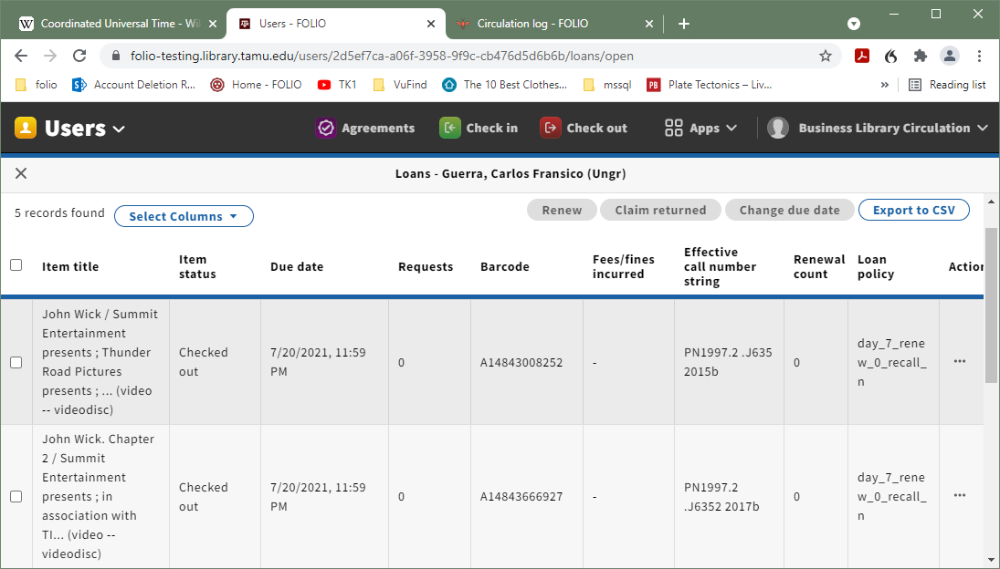 Coordinated Universal Time - Wi
Users - FOLIO
Circulation log - FOLIO
folio-testing.library.tamu.edu/users/2d5ef7ca-a06f-3958-9f9c-cb476d5d6b6b/loans/open
folio
Account Deletion R...
Home - FOLIO
TK1
VuFind
The 10 Best Clothes...
mssql
PB
Plate Tectonics – Liv...
»
Reading list
Users
Agreements
Check in
Check out
Apps
Business Library Circulation
Loans - Guerra, Carlos Fransico (Ungr)
5 records found
Select Columns
Renew
Claim returned
Change due date
Export to CSV
Item title
Item
status
Due date
Requests
Barcode
Fees/fines
incurred
Effective
call number
string
Renewal
count
Loan
policy
Action
John Wick / Summit
Entertainment
presents ; Thunder
Road Pictures
presents ; ... (video
-- videodisc)
Checked
out
7/20/2021, 11:59
PM
0
A14843008252
-
PN1997.2 .J635
2015b
0
day_7_rene
w_0_recall_
n
John Wick. Chapter
2 / Summit
Entertainment
presents ; in
association with
TI... (video --
videodisc)
Checked
out
7/20/2021, 11:59
PM
0
A14843666927
-
PN1997.2
.J6352 2017b
0
day_7_rene
w_0_recall_
n